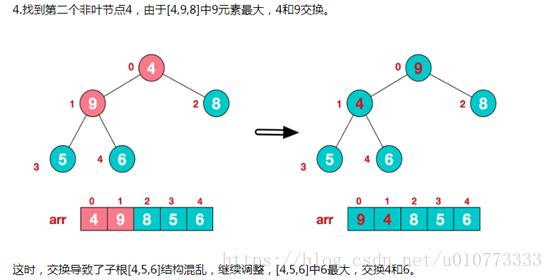 4.找到第二个非叶节点4，由于[4,9,8]中9元素最大，4和9交换。
0 4
0 9
1 9
2 8
1 4
2 8
3 5
4 6
3 5
4 6
0 1 2 3 4
0 1 2 3 4
arr 4 9 8 5 6
arr 9 4 8 5 6
这时，交换导致了子根[4,5,6]结构混乱，继续调整，[4,5,6]中6最大，交换4和6。
https://blog.csdn.net/u010773333